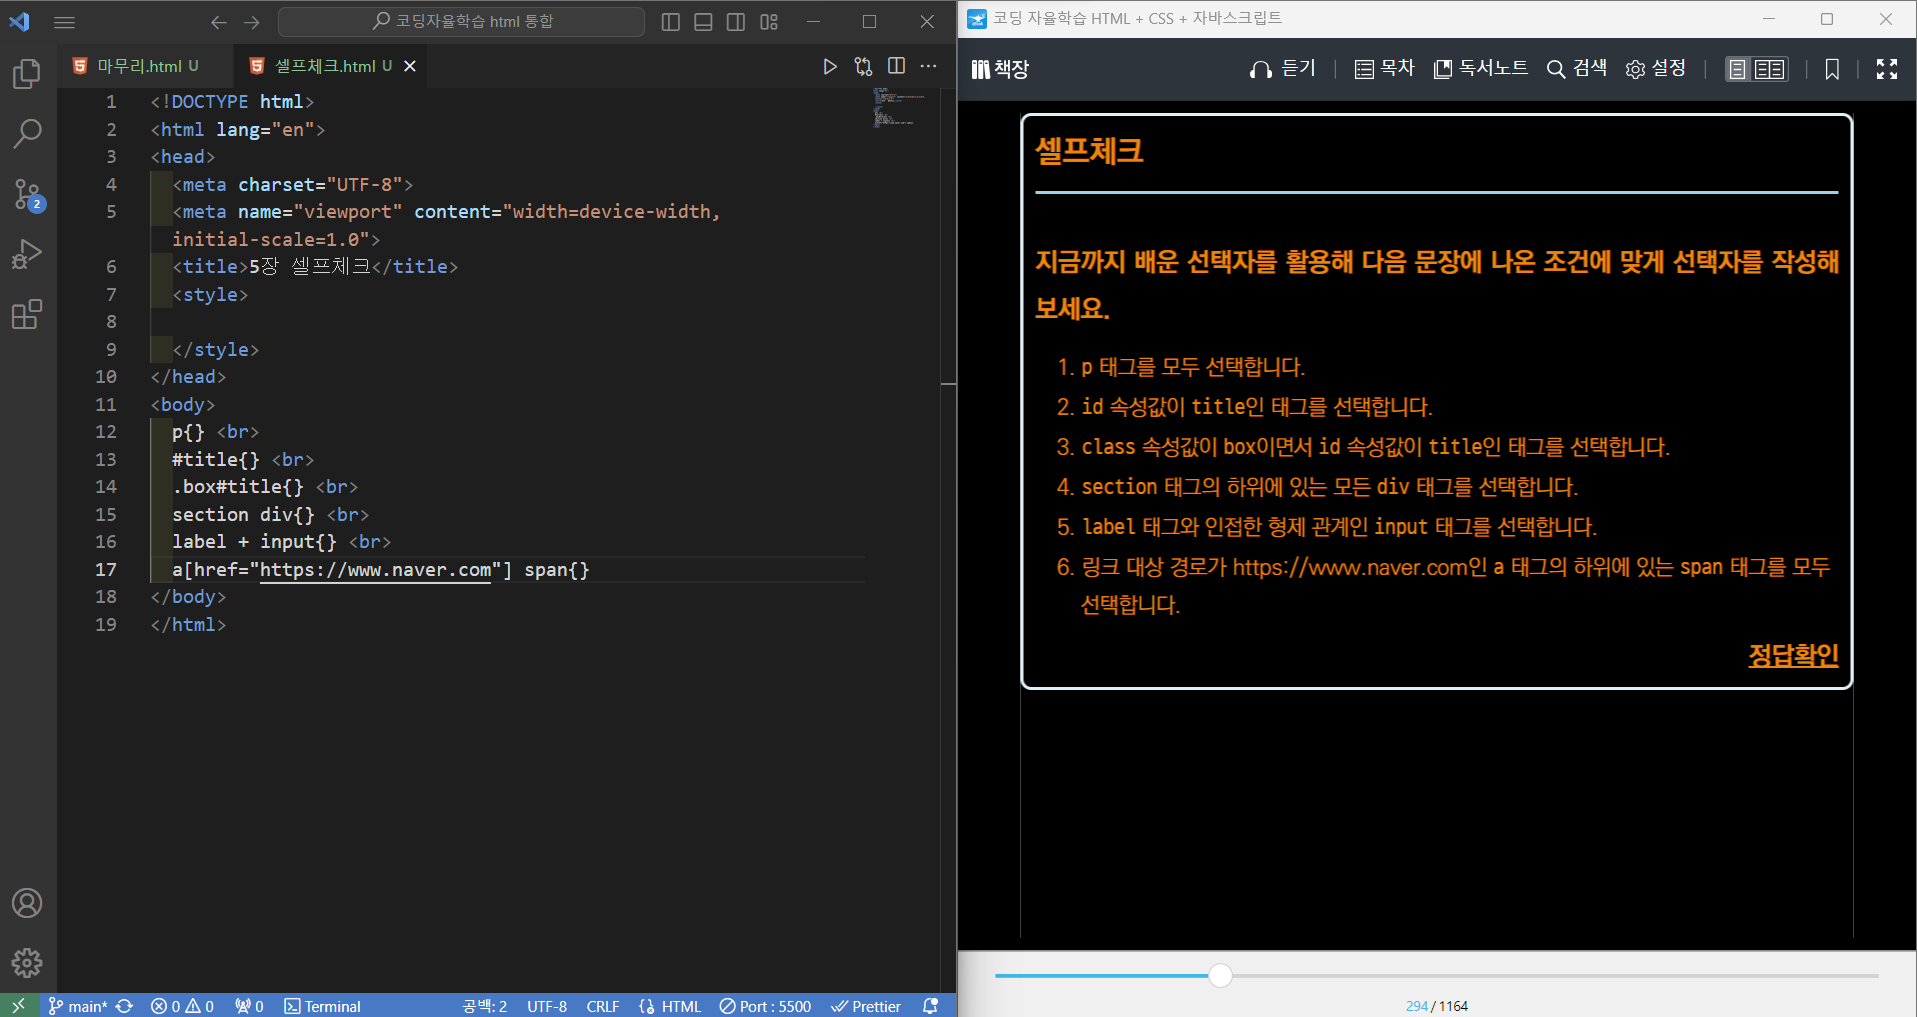 코딩자율학습 html 통합
마무리.html U
셀프체크.html U
1 <!DOCTYPE html>
2 <html lang="en">
3 <head>
4 <meta charset="UTF-8">
5 <meta name="viewport" content="width=device-width,
initial-scale=1.0">
6 <title>5장 셀프체크</title>
7 <style>
8
9 </style>
10 </head>
11 <body>
12 p{} <br>
13 #title{} <br>
14 .box#title{} <br>
15 section div{} <br>
16 label + input{} <br>
17 a[href="https://www.naver.com"] span{}
18 </body>
19 </html>
2
main* 0 0 0 Terminal 공백: 2 UTF-8 CRLF HTML Port : 5500 Prettier
코딩 자율학습 HTML + CSS + 자바스크립트
책장 듣기 목차 독서노트 검색 설정
셀프체크
지금까지 배운 선택자를 활용해 다음 문장에 나온 조건에 맞게 선택자를 작성해
보세요.
1. p 태그를 모두 선택합니다.
2. id 속성값이 title인 태그를 선택합니다.
3. class 속성값이 box이면서 id 속성값이 title인 태그를 선택합니다.
4. section 태그의 하위에 있는 모든 div 태그를 선택합니다.
5. label 태그와 인접한 형제 관계인 input 태그를 선택합니다.
6. 링크 대상 경로가 https://www.naver.com인 a 태그의 하위에 있는 span 태그를 모두
선택합니다.
정답확인
294 / 1164